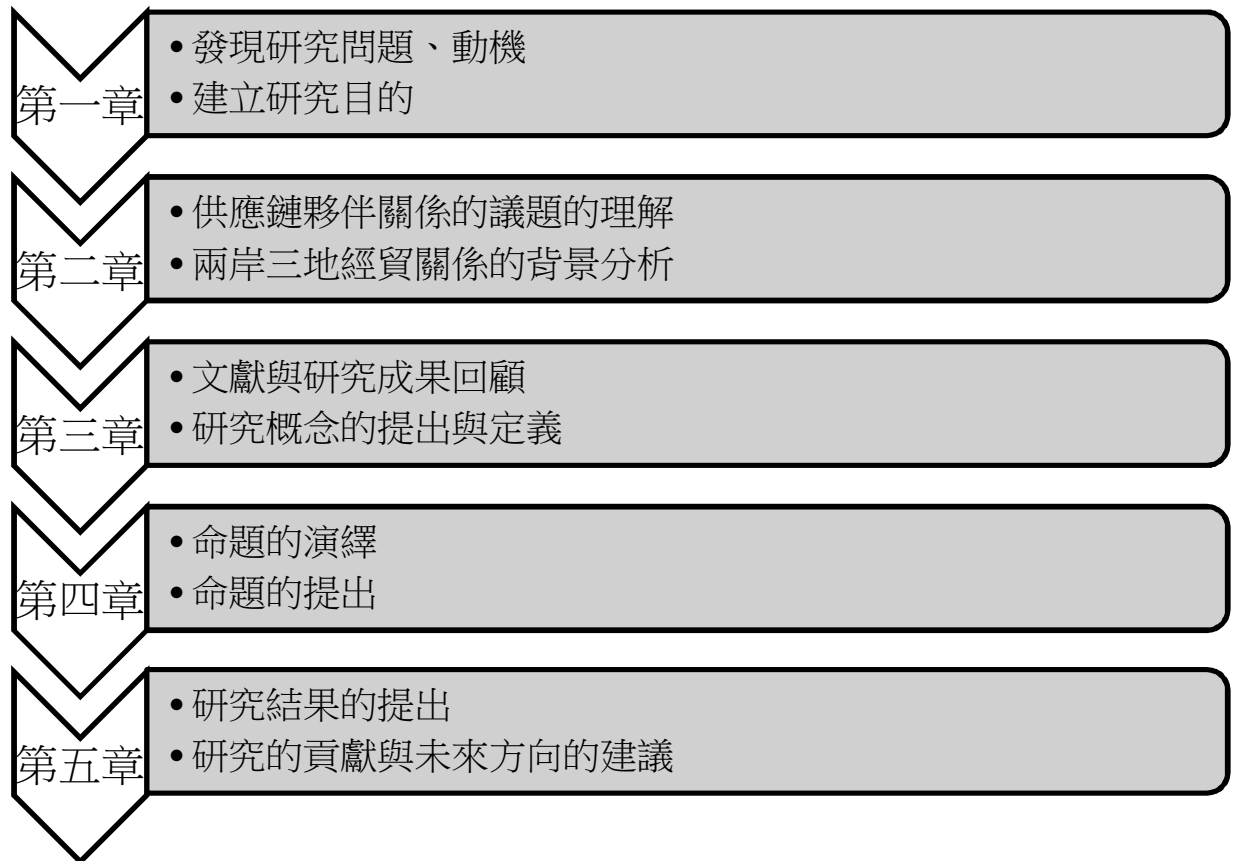 第一章
•發現研究問題、動機
•建立研究目的
第二章
•供應鏈夥伴關係的議題的理解
•兩岸三地經貿關係的背景分析
第三章
•文獻與研究成果回顧
•研究概念的提出與定義
第四章
•命題的演繹
•命題的提出
第五章
•研究結果的提出
•研究的貢獻與未來方向的建議